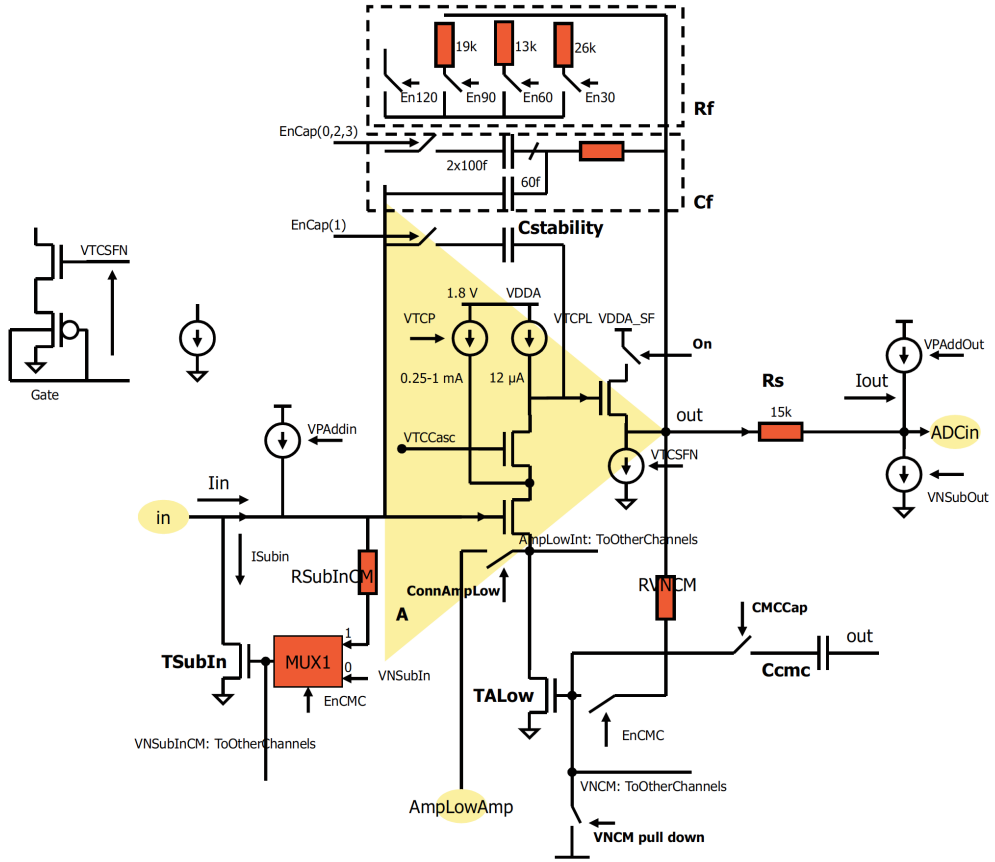 19k
13k
26k
En120
En90
En60
En30
Rf
EnCap(0,2,3)
2x100f
60f
Cf
EnCap(1)
Cstability
VTCSFN
Gate
1.8 V
VDDA
VTCP
VTCPL
VDDA_SF
On
0.25-1 mA
12 µA
VPAddOut
Rs
Iout
15k
out
ADCin
VPAddin
VTCCasc
VTCSFN
VNSubOut
Iin
in
ISubin
AmpLowInt: ToOtherChannels
RSubInCM
ConnAmpLow
RVNCM
A
CMCCap
1
MUX1
0
VNSubIn
TSubIn
EnCMC
out
Ccmc
TALow
EnCMC
VNSubInCM: ToOtherChannels
VNCM: ToOtherChannels
AmpLowAmp
VNCM pull down